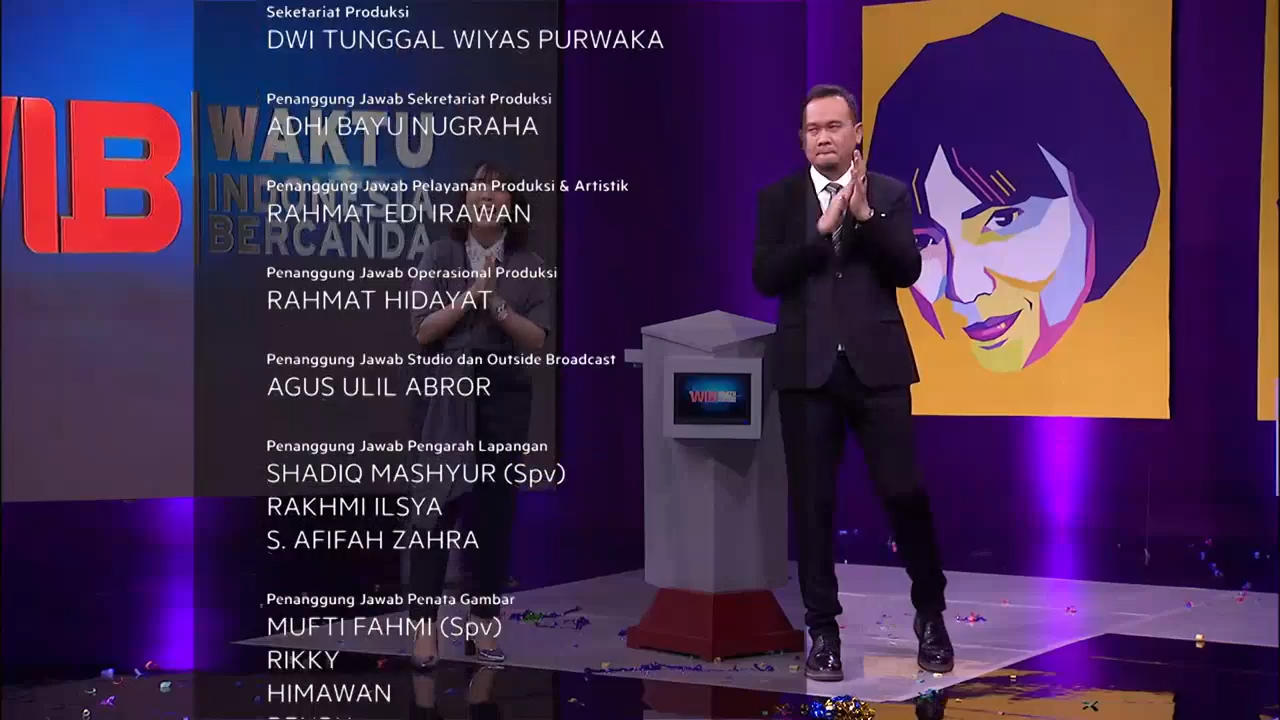 Seketariat Produksi
DWI TUNGGAL WIYAS PURWAKA
Penanggung Jawab Sekretariat Produksi
ADHI BAYU NUGRAHA
Penanggung Jawab Pelayanan Produksi & Artistik
RAHMAT EDI IRAWAN
Penanggung Jawab Operasional Produksi
RAHMAT HIDAYAT
Penanggung Jawab Studio dan Outside Broadcast
AGUS ULIL ABROR
Penanggung Jawab Pengarah Lapangan
SHADIQ MASHYUR (Spv)
RAKHMI ILSYA
S. AFIFAH ZAHRA
Penanggung Jawab Penata Gambar
MUFTI FAHMI (Spv)
RIKKY
HIMAWAN
WIB
WAKTU
INDONESIA
BERCANDA
WIB